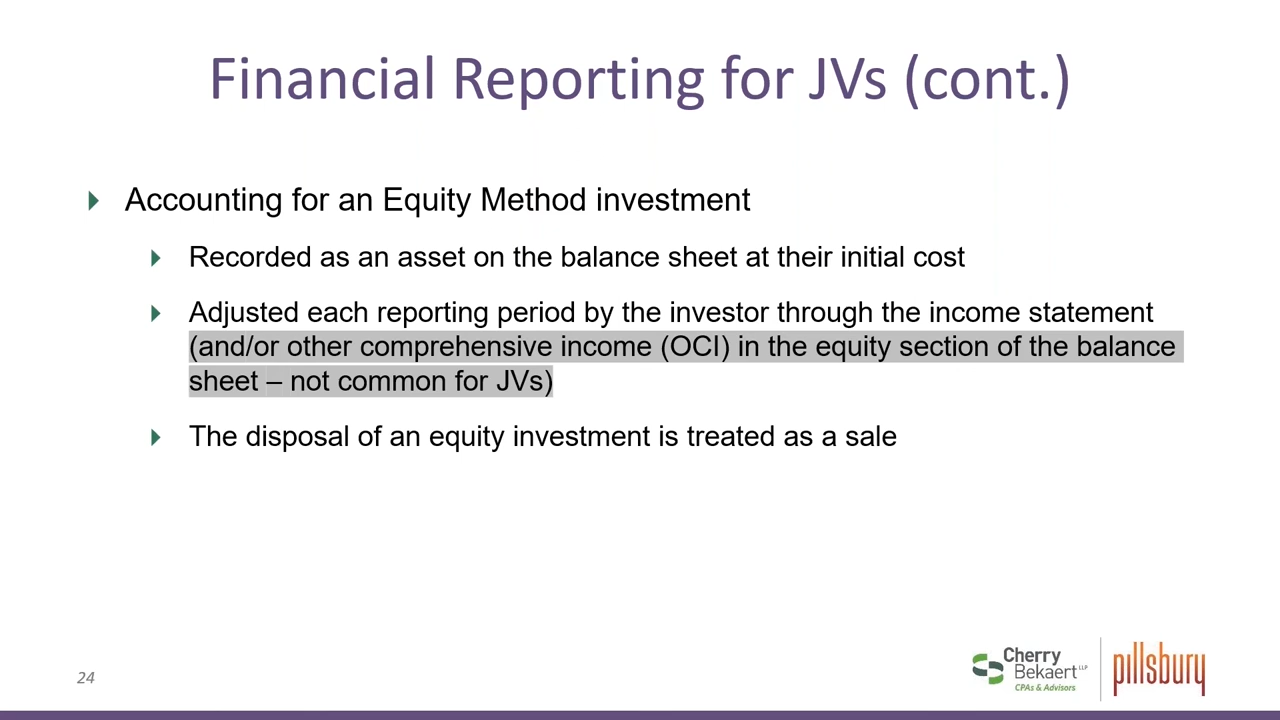 Financial Reporting for JVs (cont.)
Accounting for an Equity Method investment
Recorded as an asset on the balance sheet at their initial cost
Adjusted each reporting period by the investor through the income statement
(and/or other comprehensive income (OCI) in the equity section of the balance
sheet – not common for JVs)
The disposal of an equity investment is treated as a sale
24
Cherry
Bekaert LLP
CPAs & Advisors
pillsbury